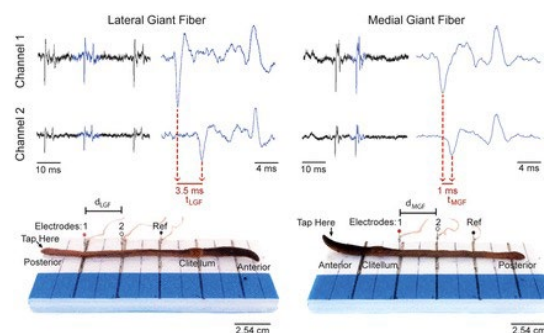 Lateral Giant Fiber
Medial Giant Fiber
Channel 1
Channel 2
10 ms
3.5 ms
tLGF
4 ms
10 ms
1 ms
tMGF
4 ms
dLGF
Electrodes: 1
2
Ref
Tap Here
Posterior
Clitellum
Anterior
2.54 cm
dMGF
Tap Here
Electrodes: 1
2
Ref
Anterior
Clitellum
Posterior
2.54 cm